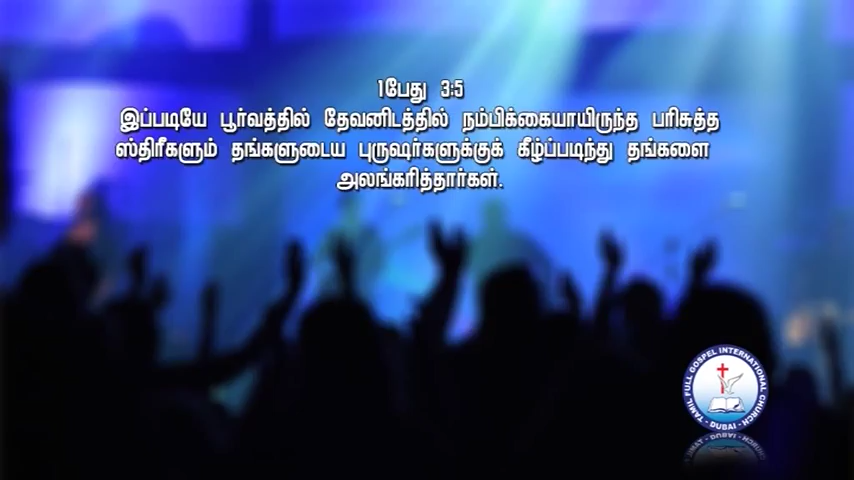 1பேது 3:5
இப்படியே பூர்வத்தில் தேவனிடத்தில் நம்பிக்கையாயிருந்த பரிசுத்த
ஸ்திரீகளும் தங்களுடைய புருஷர்களுக்குக் கீழ்ப்படிந்து தங்களை
அலங்கரித்தார்கள்.
TAMIL FULL GOSPEL INTERNATIONAL CHURCH
- DUBAI -